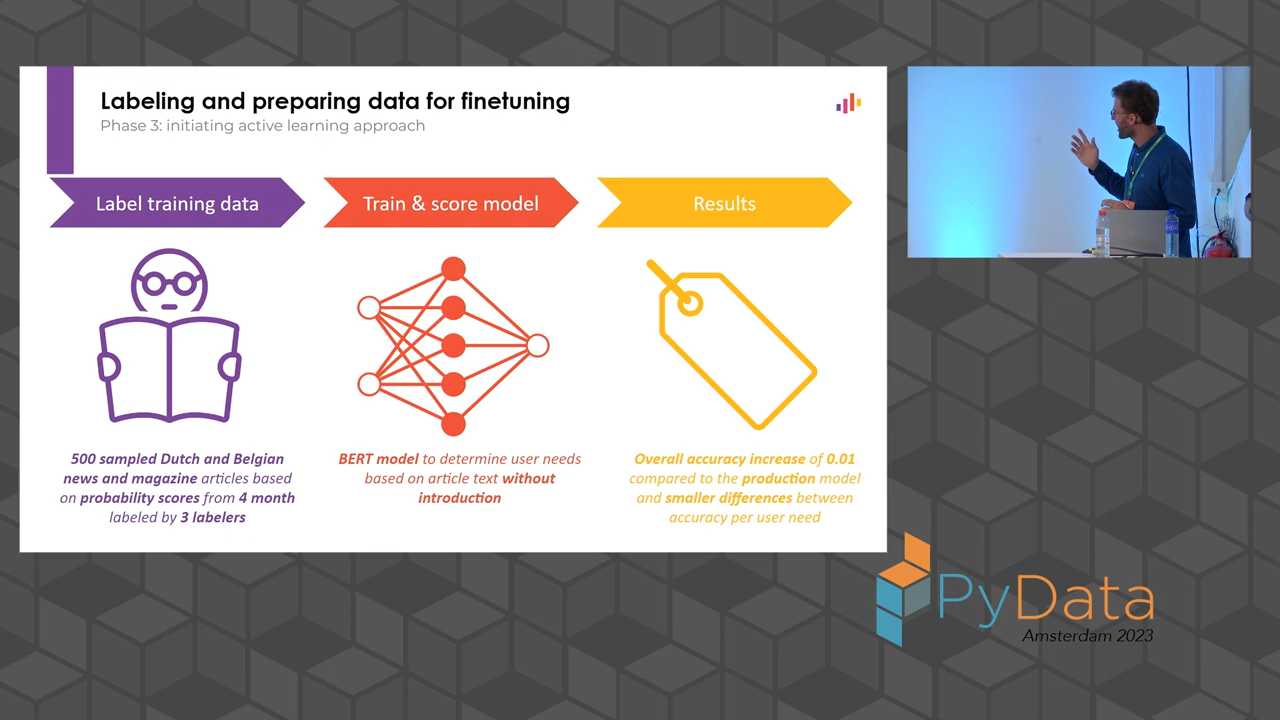 Labeling and preparing data for finetuning
Phase 3: initiating active learning approach
Label training data
Train & score model
Results
500 sampled Dutch and Belgian
news and magazine articles based
on probability scores from 4 month
labeled by 3 labelers
BERT model to determine user needs
based on article text without
introduction
Overall accuracy increase of 0.01
compared to the production model
and smaller differences between
accuracy per user need
PyData
Amsterdam 2023